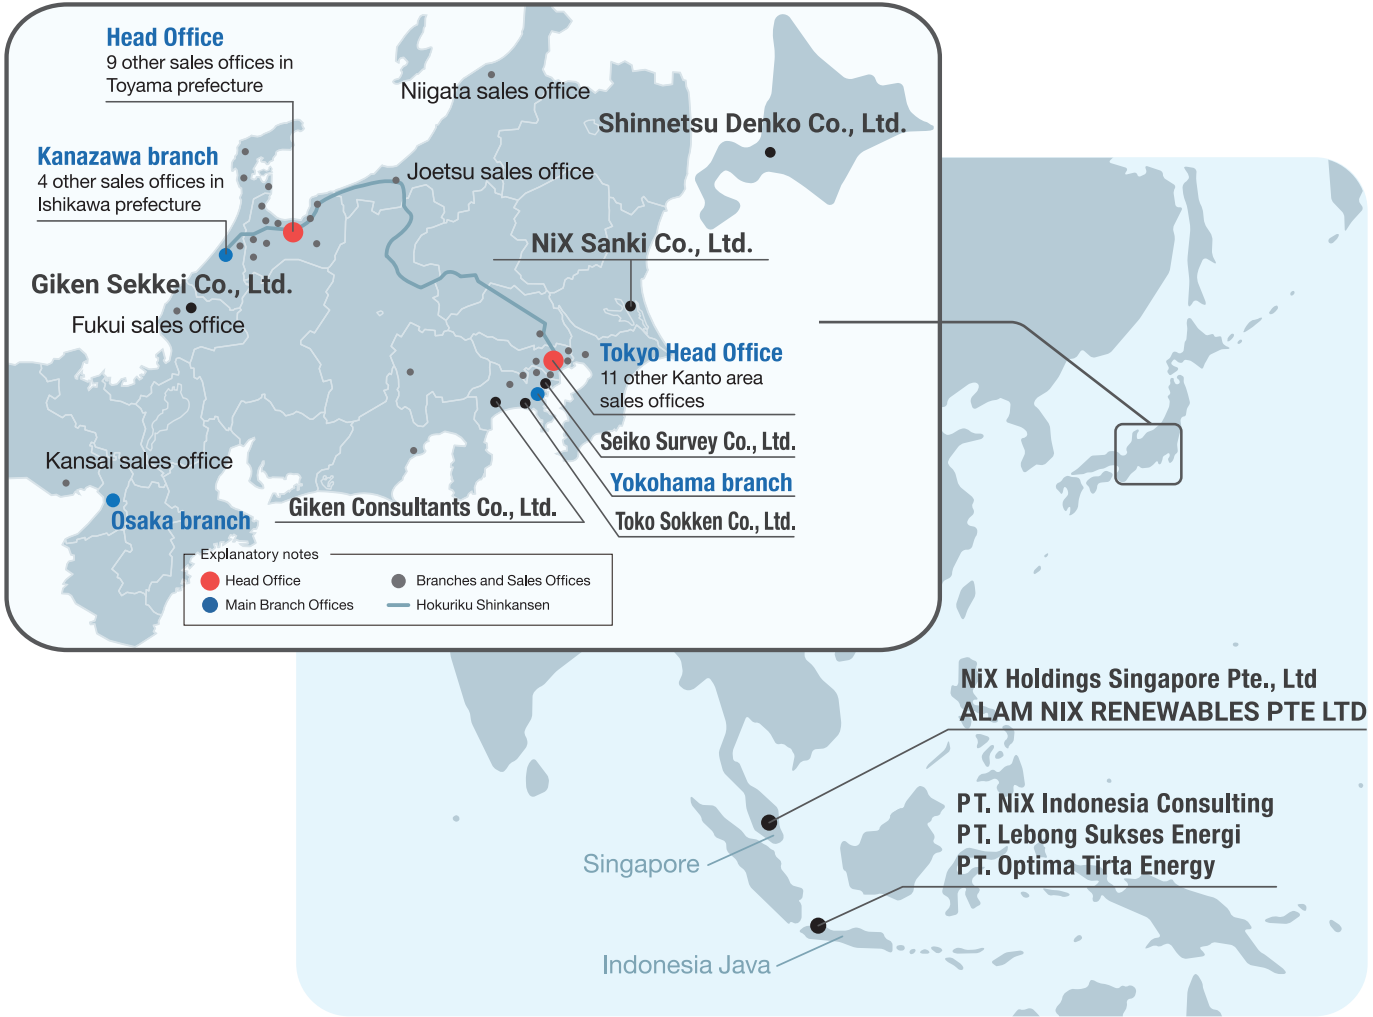 Head Office
9 other sales offices in
Toyama prefecture
Niigata sales office
Shinnetsu Denko Co., Ltd.
Kanazawa branch
4 other sales offices in
Ishikawa prefecture
Joetsu sales office
NiX Sanki Co., Ltd.
Giken Sekkei Co., Ltd.
Fukui sales office
Tokyo Head Office
11 other Kanto area
sales offices
Seiko Survey Co., Ltd.
Kansai sales office
Yokohama branch
Giken Consultants Co., Ltd.
Toko Sokken Co., Ltd.
Osaka branch
Explanatory notes
Head Office
Branches and Sales Offices
Main Branch Offices
Hokuriku Shinkansen
NiX Holdings Singapore Pte., Ltd
ALAM NIX RENEWABLES PTE LTD
PT. NiX Indonesia Consulting
PT. Lebong Sukses Energi
PT. Optima Tirta Energy
Singapore
Indonesia Java